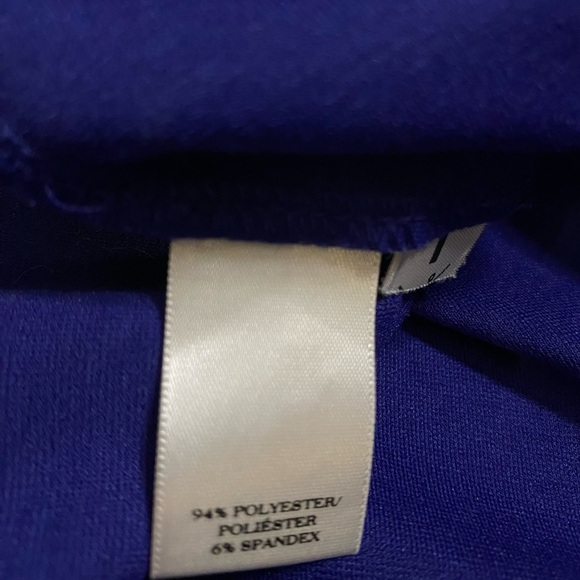 94% POLYESTER/
POLIÉSTER
6% SPANDEX